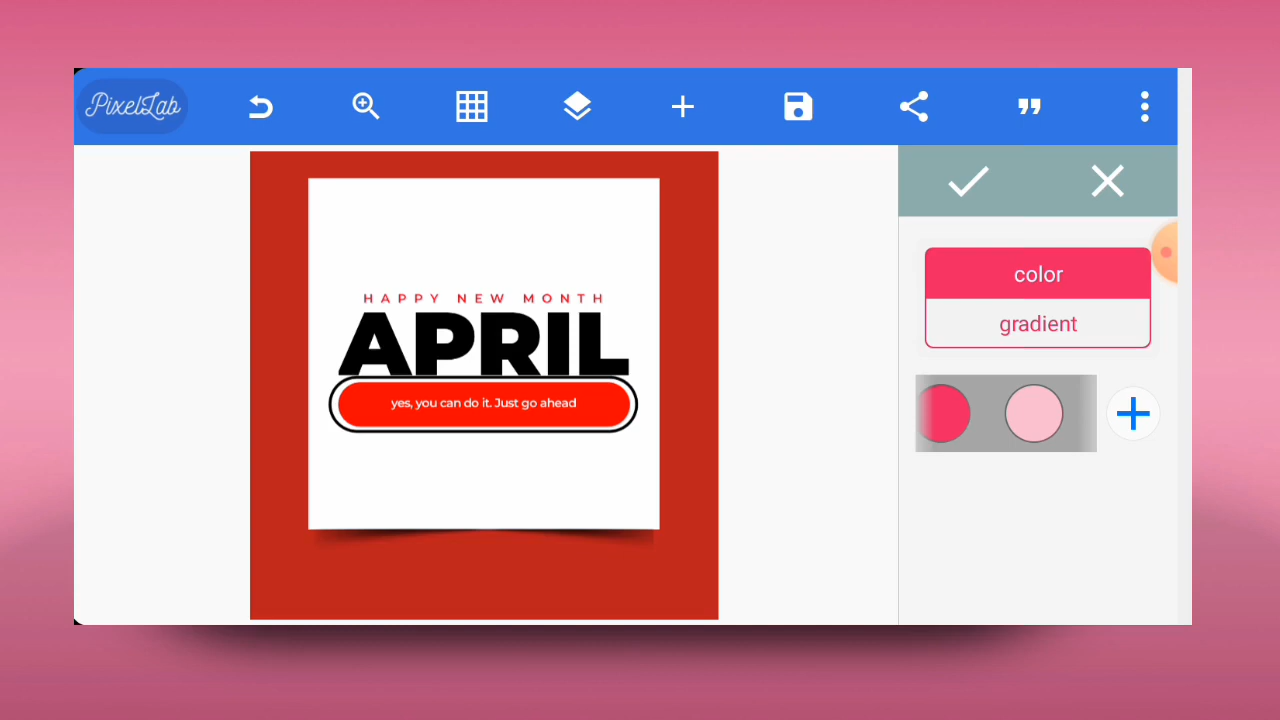 PixelLab
color
gradient
HAPPY NEW MONTH
APRIL
yes, you can do it. Just go ahead